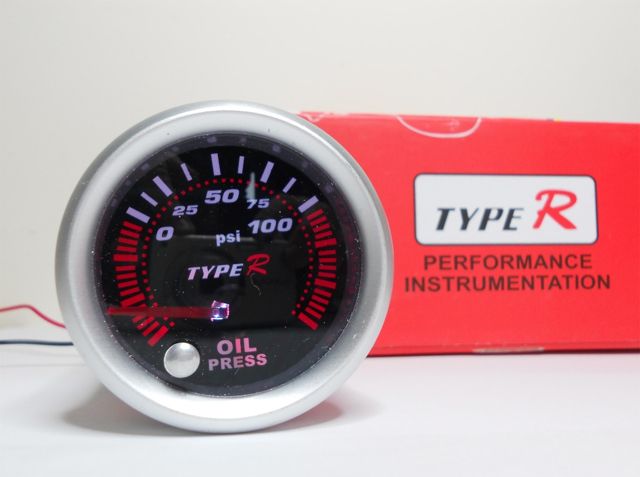 0 25 50 75 100
psi
TYPE R
OIL
PRESS
TYPE R
PERFORMANCE
INSTRUMENTATION